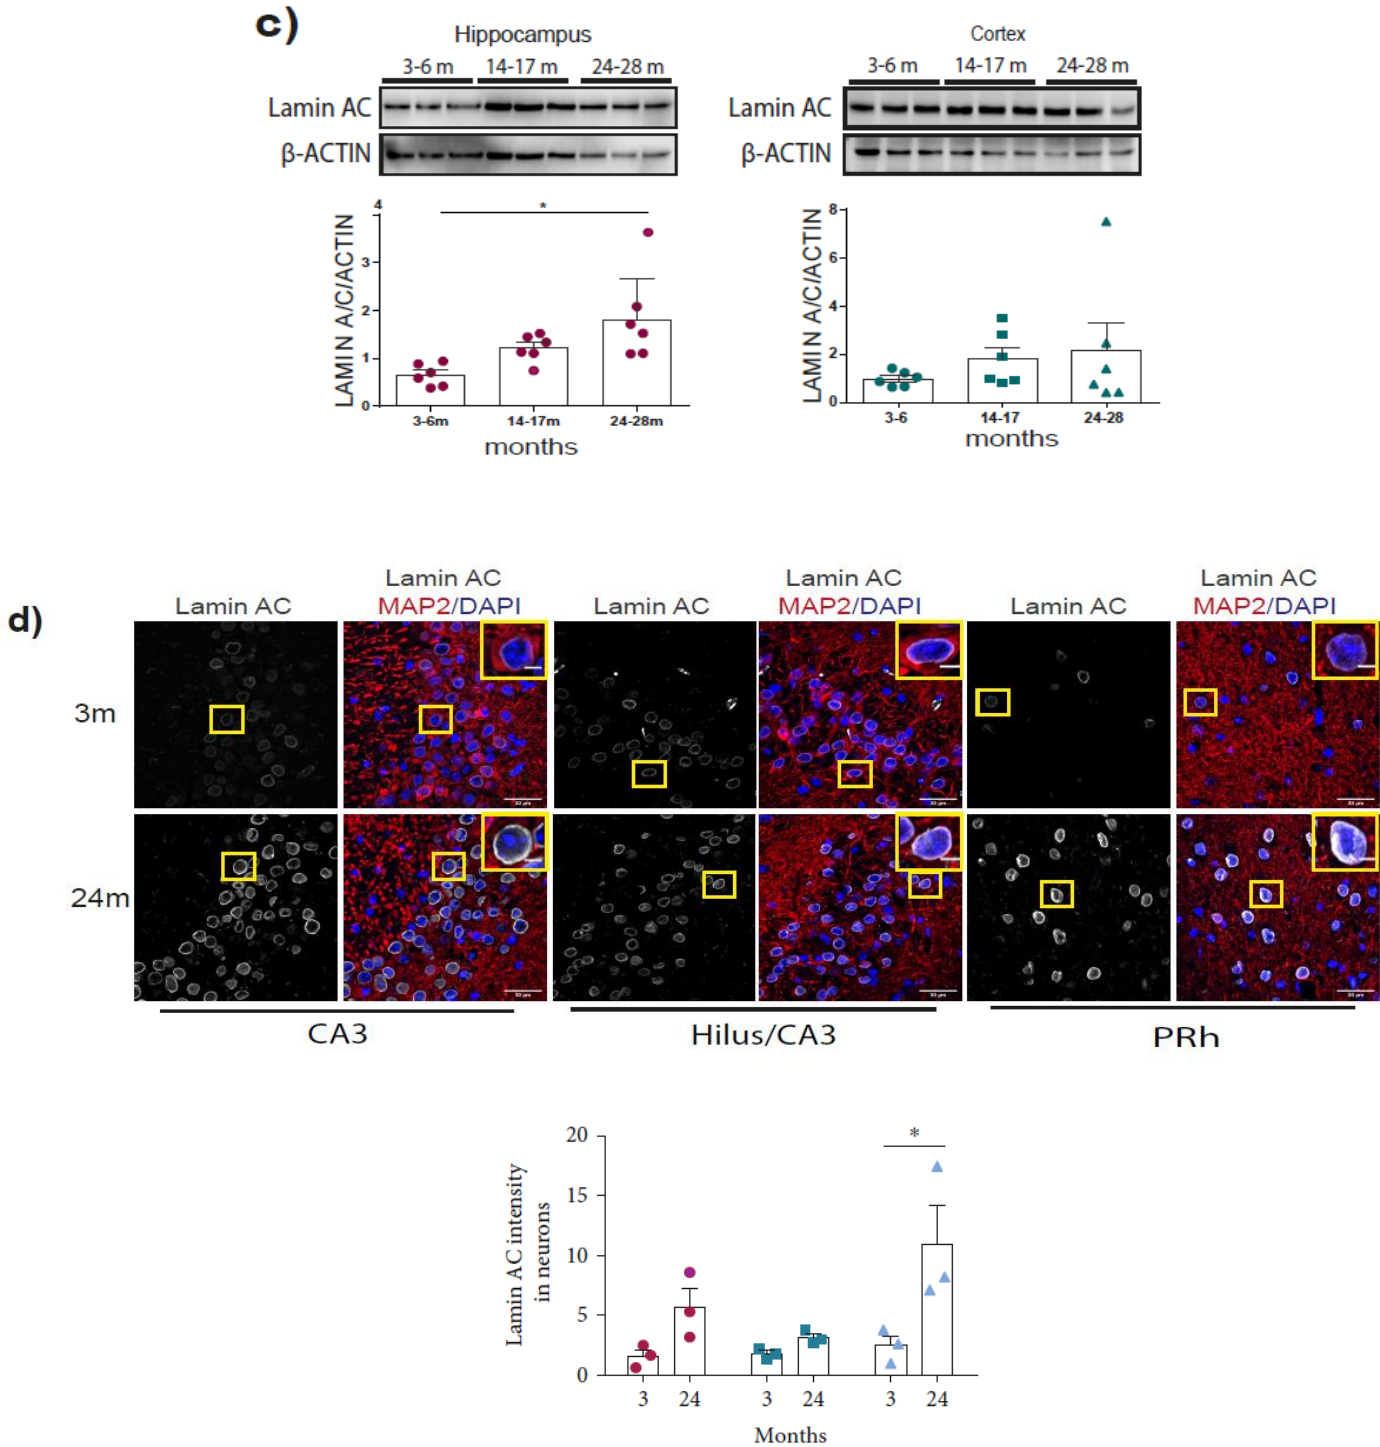 c)
Hippocampus
3-6 m 14-17 m 24-28 m
Lamin AC
β-ACTIN
4
*
LAMIN A/C/ACTIN
3
2
1
0
3-6m 14-17m 24-28m
months
Cortex
3-6 m 14-17 m 24-28 m
Lamin AC
β-ACTIN
LAMIN A/C/ACTIN
8
6
4
2
0
3-6 14-17 24-28
months
d)
Lamin AC
Lamin AC
MAP2/DAPI
Lamin AC
Lamin AC
MAP2/DAPI
Lamin AC
Lamin AC
MAP2/DAPI
3m
24m
CA3
Hilus/CA3
PRh
Lamin AC intensity
in neurons
20
15
10
5
0
*
3 24 3 24 3 24
Months